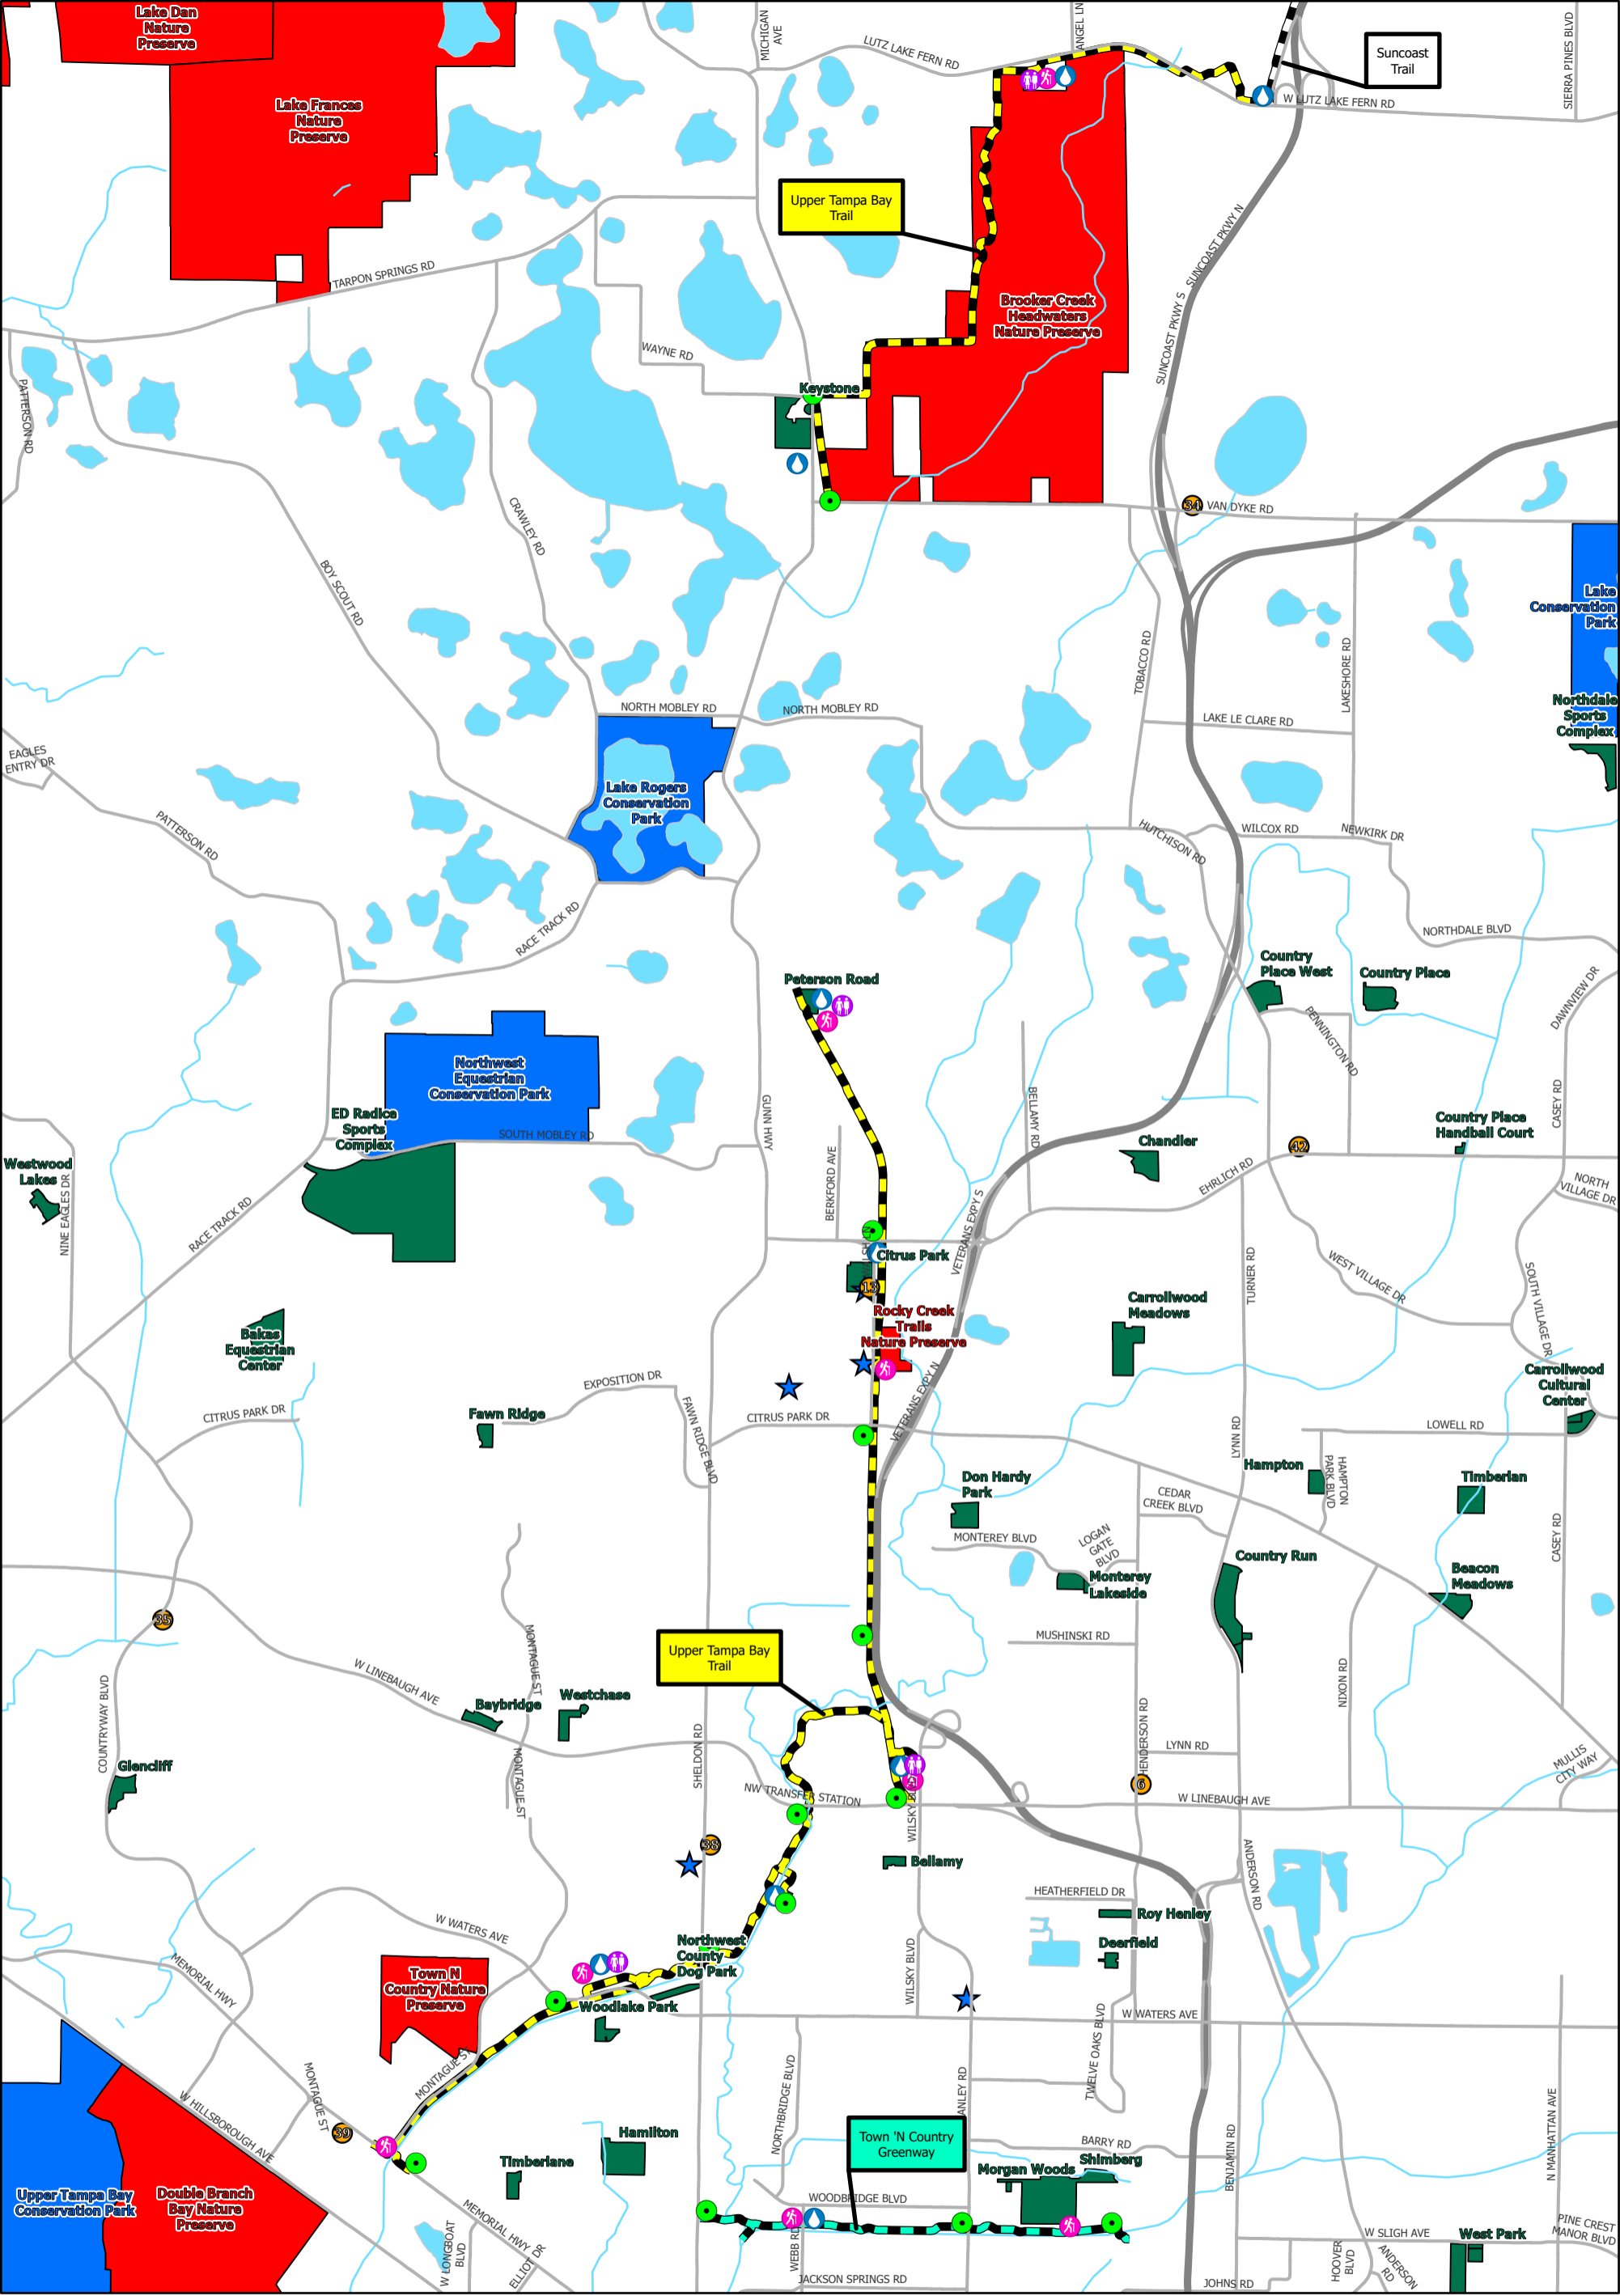 Lake Dan
Nature
Preserve
MICHIGAN
AVE
LUTZ LAKE FERN RD
ANGEL LN
Suncoast
Trail
SIERRA PINES BLVD
W LUTZ LAKE FERN RD
Lake Frances
Nature
Preserve
Upper Tampa Bay
Trail
SUNCOAST PKWY N
TARPON SPRINGS RD
Brooker Creek
Headwaters
Nature Preserve
SUNCOAST PKWY S
WAYNE RD
Keystone
PATTERSON RD
CRAWLEY RD
34
VAN DYKE RD
BOY SCOUT RD
Lake
Conservation
Park
TOBACCO RD
LAKESHORE RD
NORTH MOBLEY RD
NORTH MOBLEY RD
LAKE LE CLARE RD
Northdale
Sports
Complex
EAGLES
ENTRY DR
Lake Rogers
Conservation
Park
PATTERSON RD
HUTCHISON RD
WILCOX RD
NEWKIRK DR
RACE TRACK RD
NORTHDALE BLVD
Country
Place West
Country Place
Peterson Road
DAWNVIEW DR
PENNINGTON RD
Northwest
Equestrian
Conservation Park
ED Radice
Sports
Complex
SOUTH MOBLEY RD
GUNN HWY
BELLAMY RD
CASEY RD
Country Place
Handball Court
Chandler
42
Westwood
Lakes
NINE EAGLES DR
RACE TRACK RD
BERKFORD AVE
EHRLICH RD
NORTH
VILLAGE DR
VETERANS EXPY S
Citrus Park
13
TURNER RD
WEST VILLAGE DR
SOUTH VILLAGE DR
Rocky Creek
Trails
Nature Preserve
Carrollwood
Meadows
Bakas
Equestrian
Center
EXPOSITION DR
VETERANS EXPY N
Carrollwood
Cultural
Center
CITRUS PARK DR
Fawn Ridge
FAWN RIDGE BLVD
CITRUS PARK DR
LYNN RD
LOWELL RD
Hampton
HAMPTON
PARK BLVD
Timberlan
Don Hardy
Park
CEDAR
CREEK BLVD
MONTEREY BLVD
LOGAN
GATE
BLVD
CASEY RD
Country Run
Monterey
Lakeside
Beacon
Meadows
35
MUSHINSKI RD
Upper Tampa Bay
Trail
MONTAGUE ST
W LINEBAUGH AVE
COUNTRYWAY BLVD
Baybridge
Westchase
NIXON RD
HENDERSON RD
SHELDON RD
LYNN RD
MULLIS
CITY WAY
Glencliff
MONTAGUE ST
NW TRANSFER STATION
6
W LINEBAUGH AVE
38
Bellamy
ANDERSON RD
HEATHERFIELD DR
Roy Henley
W WATERS AVE
Northwest
County
Dog Park
Deerfield
MEMORIAL HWY
Town N
Country Nature
Preserve
WILSKY BLVD
Woodlake Park
W WATERS AVE
MONTAGUE ST
MONTAGUE ST
TWELVE OAKS BLVD
W HILLSBOROUGH AVE
NORTHBRIDGE BLVD
N MANHATTAN AVE
39
Hamilton
Town 'N Country
Greenway
BARRY RD
BENJAMIN RD
Timberlane
Morgan Woods
Shimberg
Upper Tampa Bay
Conservation Park
Double Branch
Bay Nature
Preserve
WOODBRIDGE BLVD
MEMORIAL HWY
W LONGBOAT
BLVD
ELLIOT DR
WEBB RD
W SLIGH AVE
West Park
PINE CREST
MANOR BLVD
HOOVER
BLVD
ANDERSON
RD
JACKSON SPRINGS RD
JOHNS RD